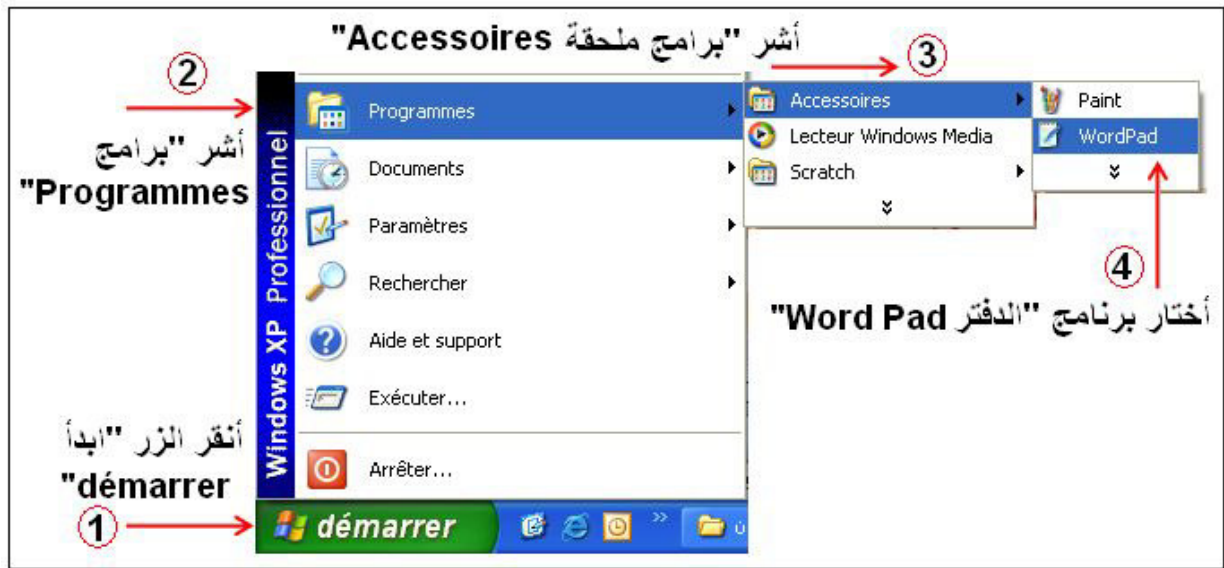 أشر "برامج ملحقة Accessoires"
②
③
أشر "برامج
Programmes"
Programmes
Documents
Paramètres
Rechercher
Aide et support
Exécuter...
Arrêter...
Windows XP Professionnel
Accessoires
Lecteur Windows Media
Scratch
Paint
WordPad
④
أختار برنامج "الدفتر Word Pad"
أنقر الزر "ابدأ
démarrer"
①
démarrer